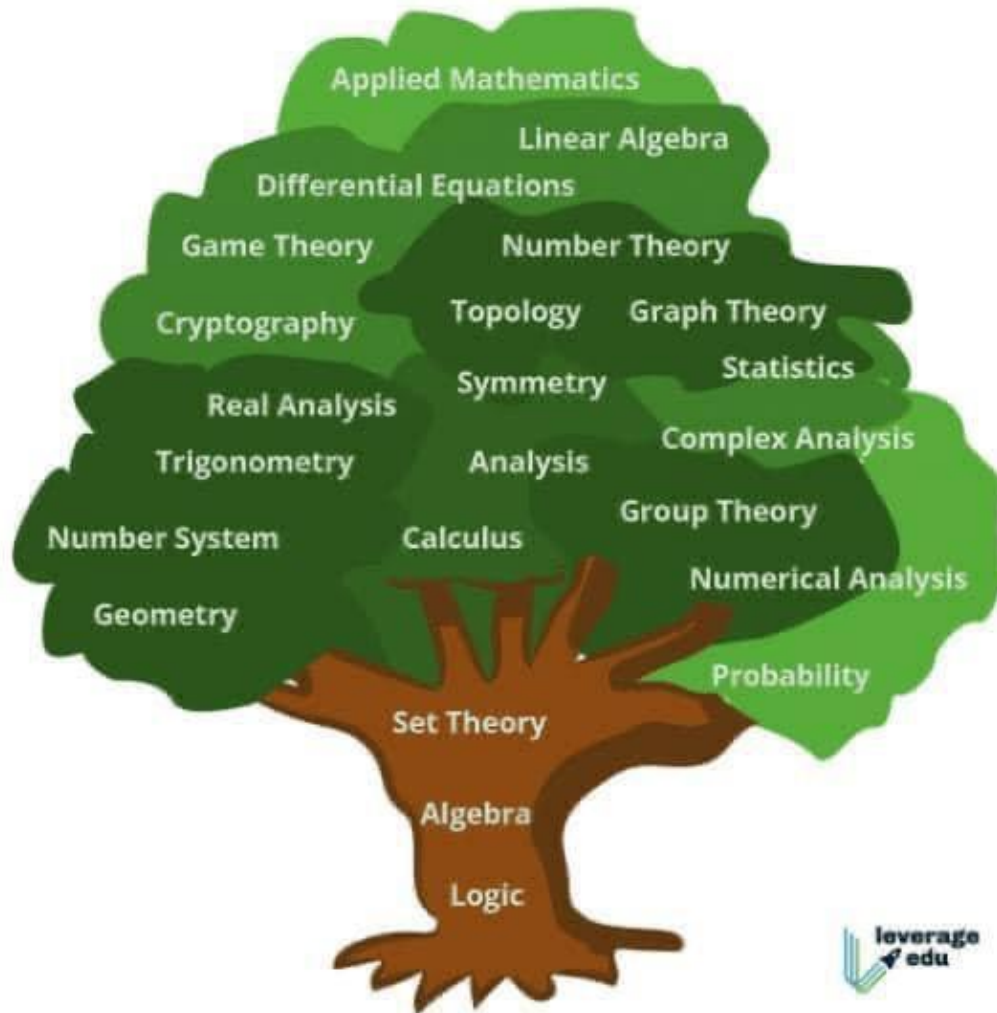 Applied Mathematics
Linear Algebra
Differential Equations
Game Theory
Number Theory
Cryptography
Topology
Graph Theory
Statistics
Symmetry
Real Analysis
Complex Analysis
Trigonometry
Analysis
Group Theory
Number System
Calculus
Numerical Analysis
Geometry
Probability
Set Theory
Algebra
Logic
leverage
edu